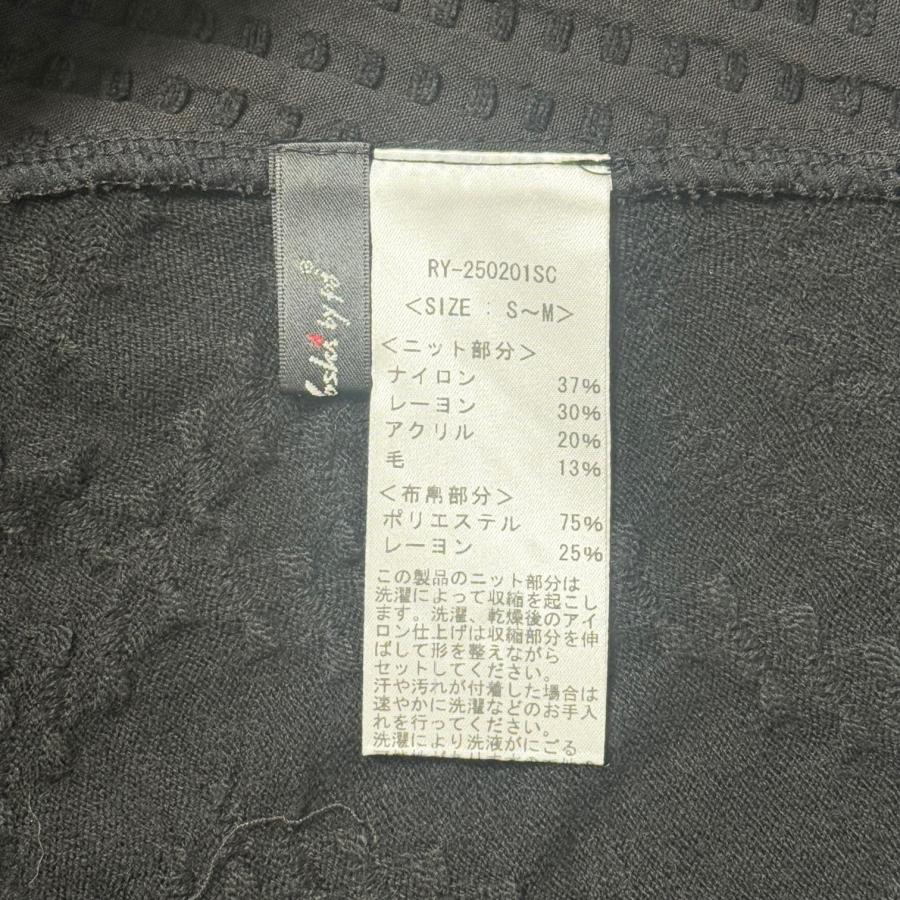 RY-250201SC
<SIZE : S～M>
<ニット部分>
ナイロン 37%
レーヨン 30%
アクリル 20%
毛 13%
<布帛部分>
ポリエステル 75%
レーヨン 25%
この製品のニット部分は
洗濯によって収縮を起こし
ます。洗濯、乾燥後のアイ
ロン仕上げは収縮部分を伸
ばして形を整えながら
セットしてください。
汗や汚れが付着した場合は
速やかに洗濯などのお手入
れを行ってください。
洗濯により洗液がにごる